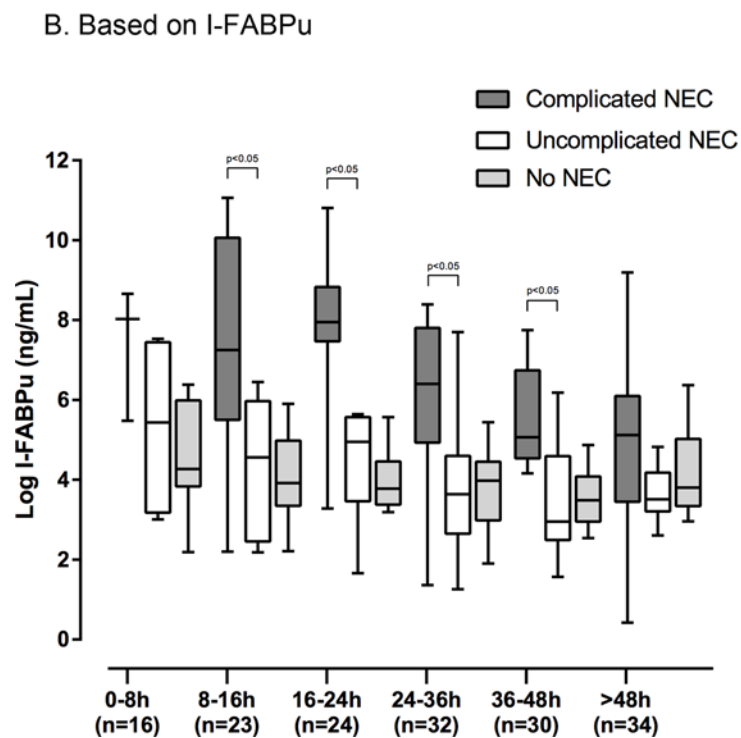 B. Based on I-FABPu
Complicated NEC
Uncomplicated NEC
No NEC
p<0.05
p<0.05
p<0.05
p<0.05
Log I-FABPu (ng/mL)
12
10
8
6
4
2
0
0-8h 8-16h 16-24h 24-36h 36-48h >48h
(n=16) (n=23) (n=24) (n=32) (n=30) (n=34)